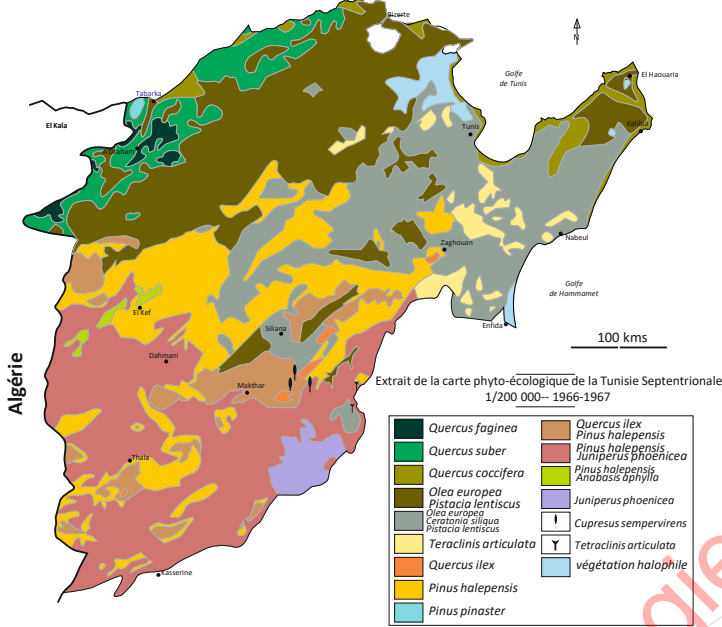 Bizerte
N
Golfe
de Tunis
El Haouaria
Tabarka
El Kala
Kelibia
Tunis
A.Draham
Nabeul
Zaghouan
Golfe
de Hammamet
El Kef
Siliana
Enfida
100 kms
Dahmani
Algérie
Makthar
Extrait de la carte phyto-écologique de la Tunisie Septentrionale
1/200 000-- 1966-1967
Thala
Kasserine
Quercus faginea
Quercus suber
Quercus coccifera
Olea europea
Pistacia lentiscus
Olea europea
Ceratonia siliqua
Pistacia lentiscus
Teraclinis articulata
Quercus ilex
Pinus halepensis
Pinus pinaster
Quercus ilex
Pinus halepensis
Pinus halepensis
Juniperus phoenicea
Pinus halepensis
Anabasis aphylla
Juniperus phoenicea
Cupresus sempervirens
Tetraclinis articulata
végétation halophile